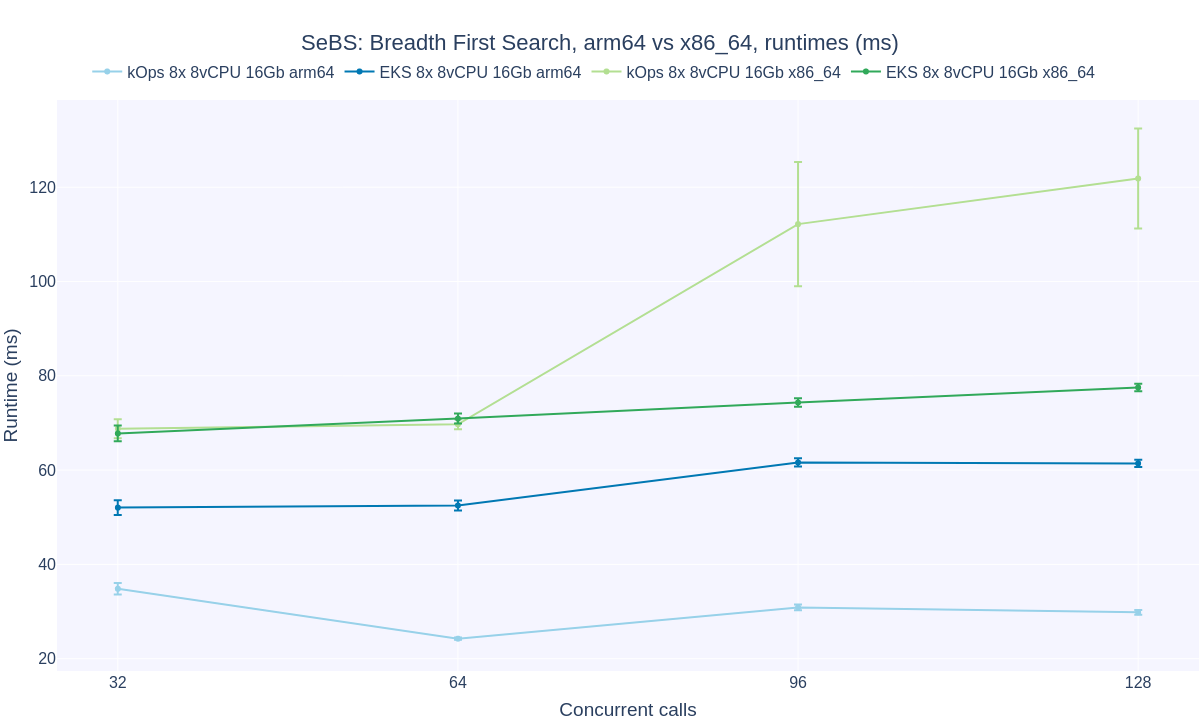 SeBS: Breadth First Search, arm64 vs x86_64, runtimes (ms)
kOps 8x 8vCPU 16Gb arm64 EKS 8x 8vCPU 16Gb arm64 kOps 8x 8vCPU 16Gb x86_64 EKS 8x 8vCPU 16Gb x86_64
Runtime (ms)
120
100
80
60
40
20
32 64 96 128
Concurrent calls